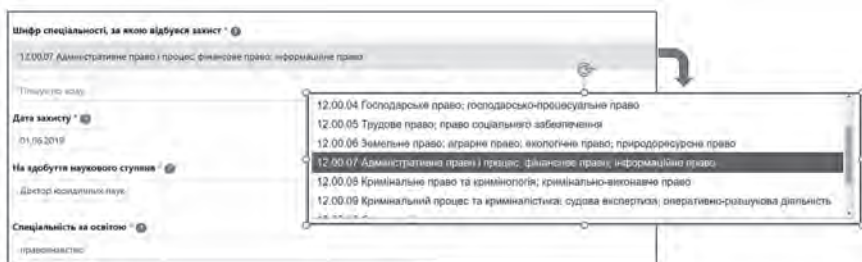 Шифр спеціальності, за якою відбувся захист *
12.00.07 Адміністративне право і процес; фінансове право; інформаційне право
Пошук по коду
Дата захисту *
01.06.2019
На здобуття наукового ступеня *
Доктор юридичних наук
Спеціальність за освітою *
правознавство
12.00.04 Господарське право; господарсько-процесуальне право
12.00.05 Трудове право; право соціального забезпечення
12.00.06 Земельне право; аграрне право; екологічне право; природоресурсне право
12.00.07 Адміністративне право і процес; фінансове право; інформаційне право
12.00.08 Кримінальне право та кримінологія; кримінально-виконавче право
12.00.09 Кримінальний процес та криміналістика; судова експертиза; оперативно-розшукова діяльність